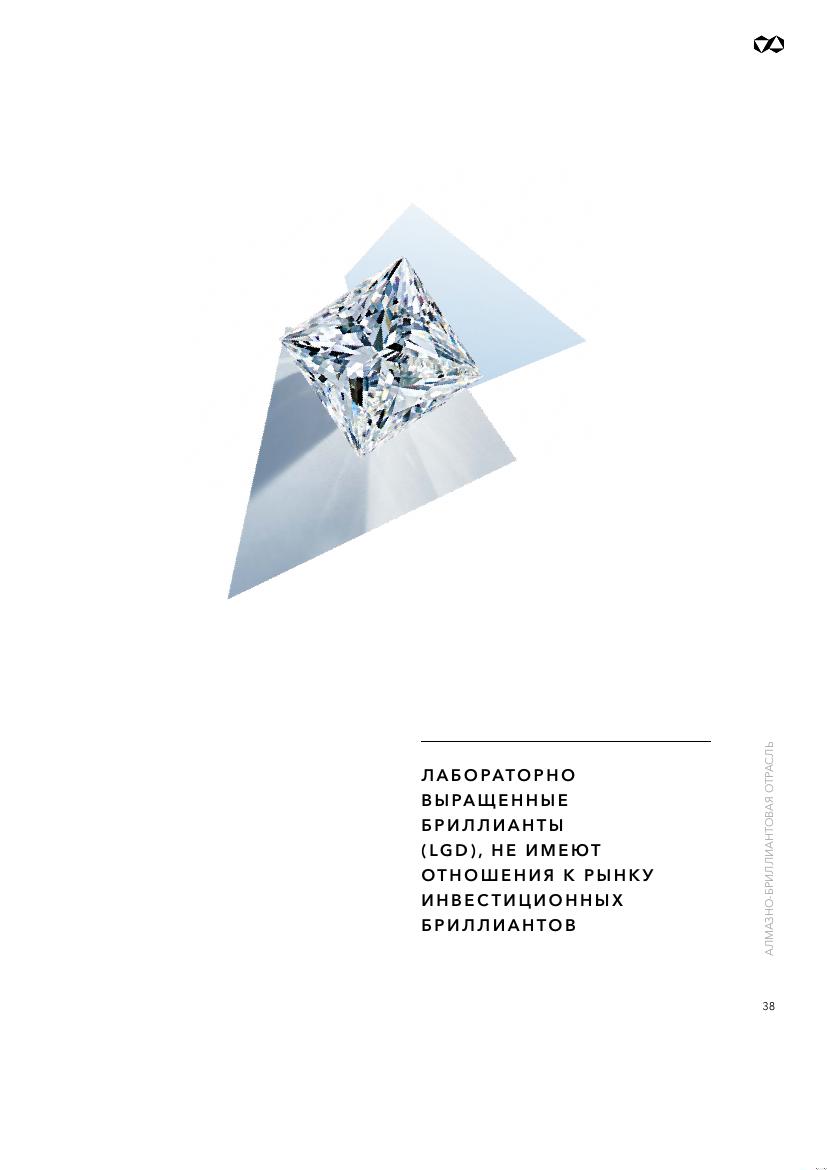 ЛАБОРАТОРНО
ВЫРАЩЕННЫЕ
БРИЛЛИАНТЫ
(LGD), НЕ ИМЕЮТ
ОТНОШЕНИЯ К РЫНКУ
ИНВЕСТИЦИОННЫХ
БРИЛЛИАНТОВ
АЛМАЗНО-БРИЛЛИАНТОВАЯ ОТРАСЛЬ
38